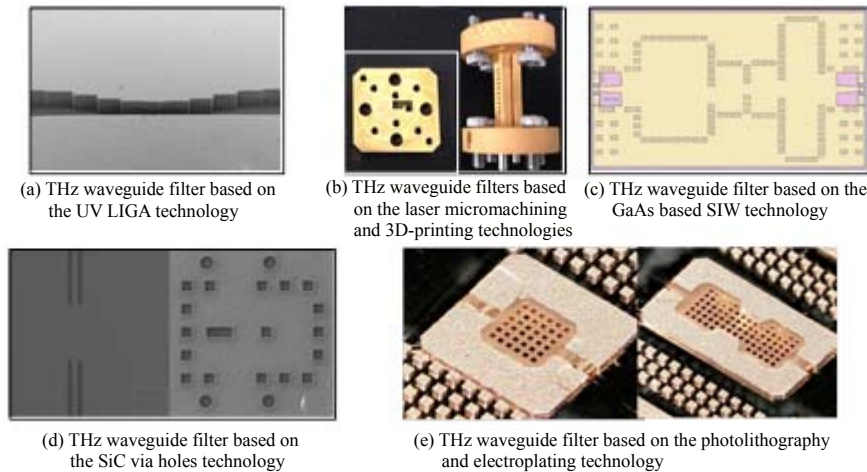 (a) THz waveguide filter based on
the UV LIGA technology
(b) THz waveguide filters based
on the laser micromachining
and 3D-printing technologies
(c) THz waveguide filter based on the
GaAs based SIW technology
(d) THz waveguide filter based on
the SiC via holes technology
(e) THz waveguide filter based on the photolithography
and electroplating technology